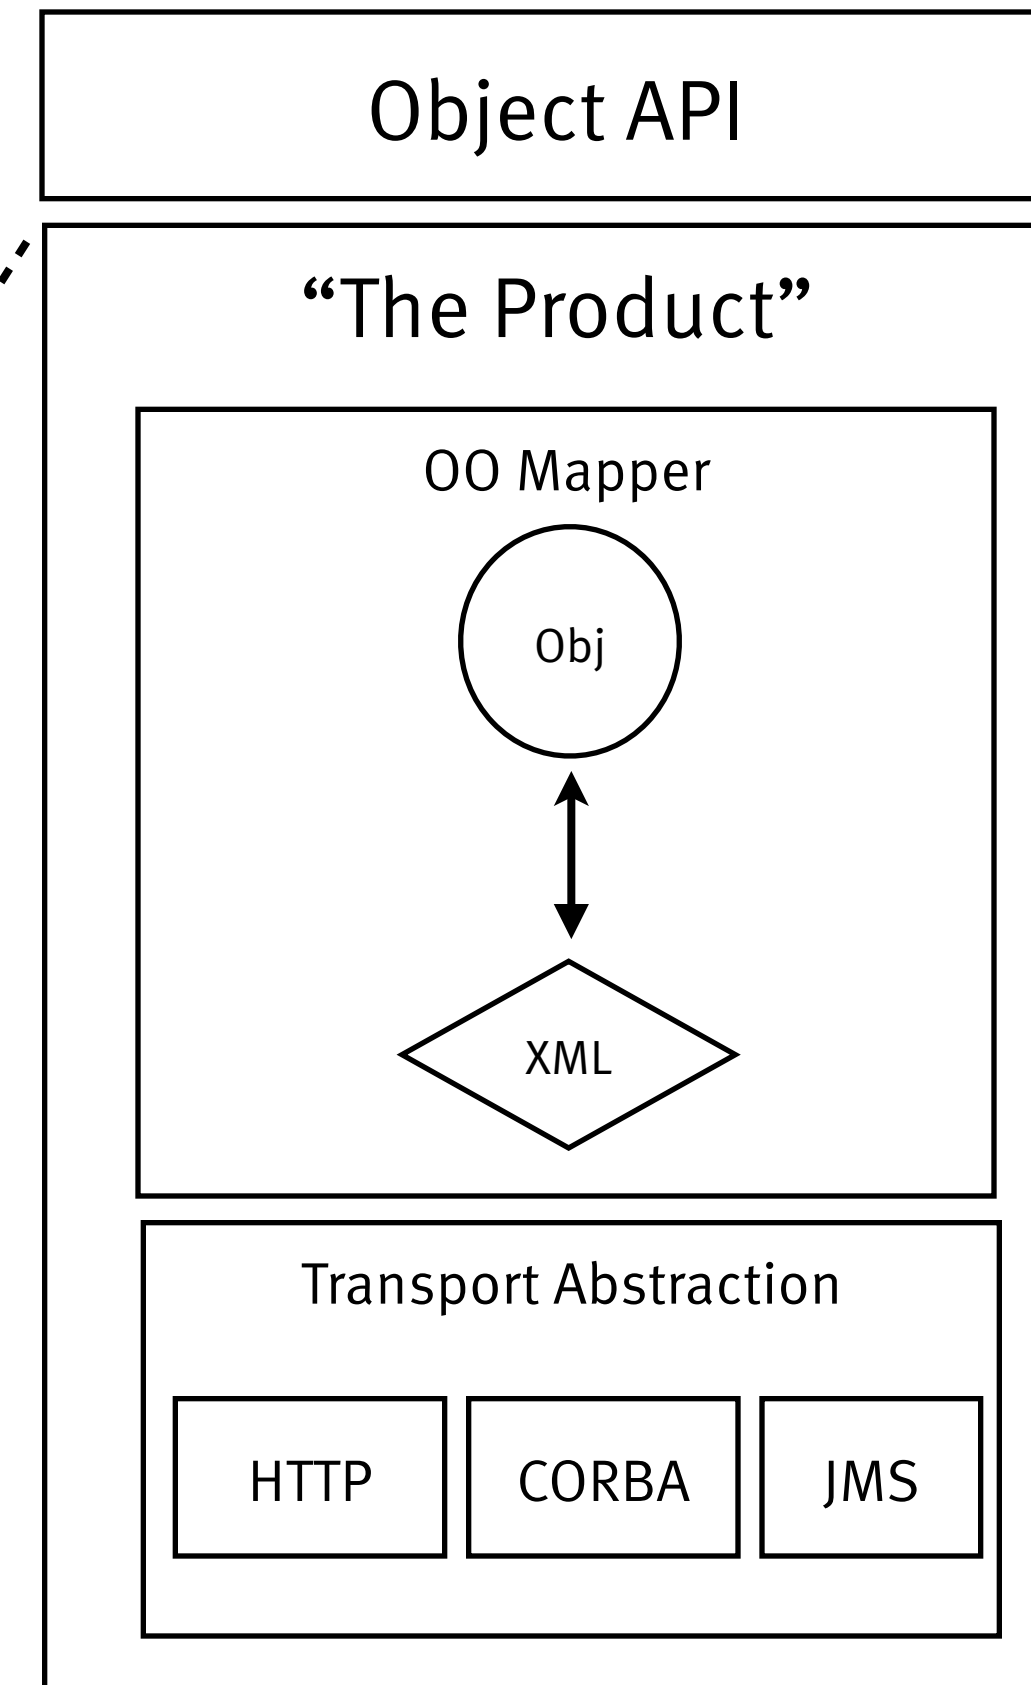 Object API
“The Product”
OO Mapper
Obj
XML
Transport Abstraction
HTTP
CORBA
JMS